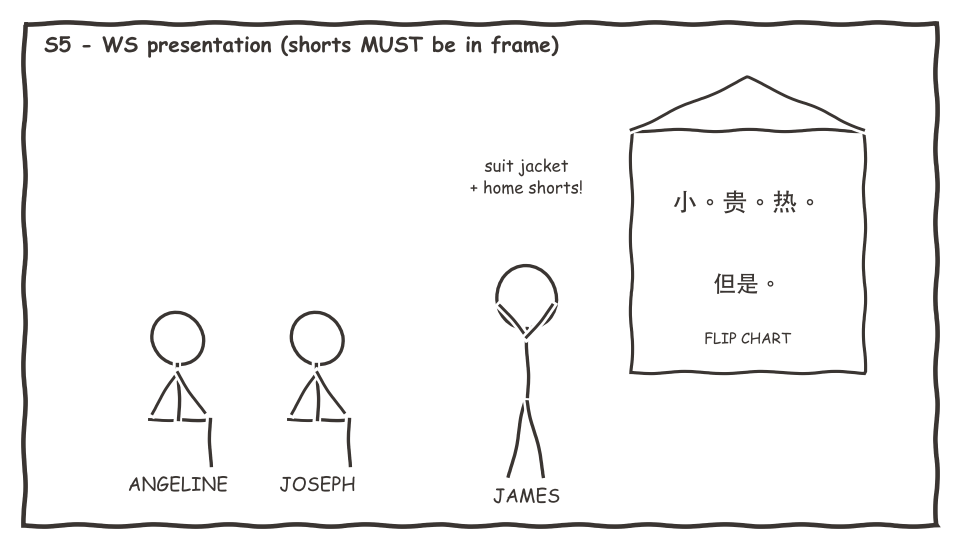 S5 - WS presentation (shorts MUST be in frame)
suit jacket
+ home shorts!
小。贵。热。
但是。
FLIP CHART
ANGELINE
JOSEPH
JAMES